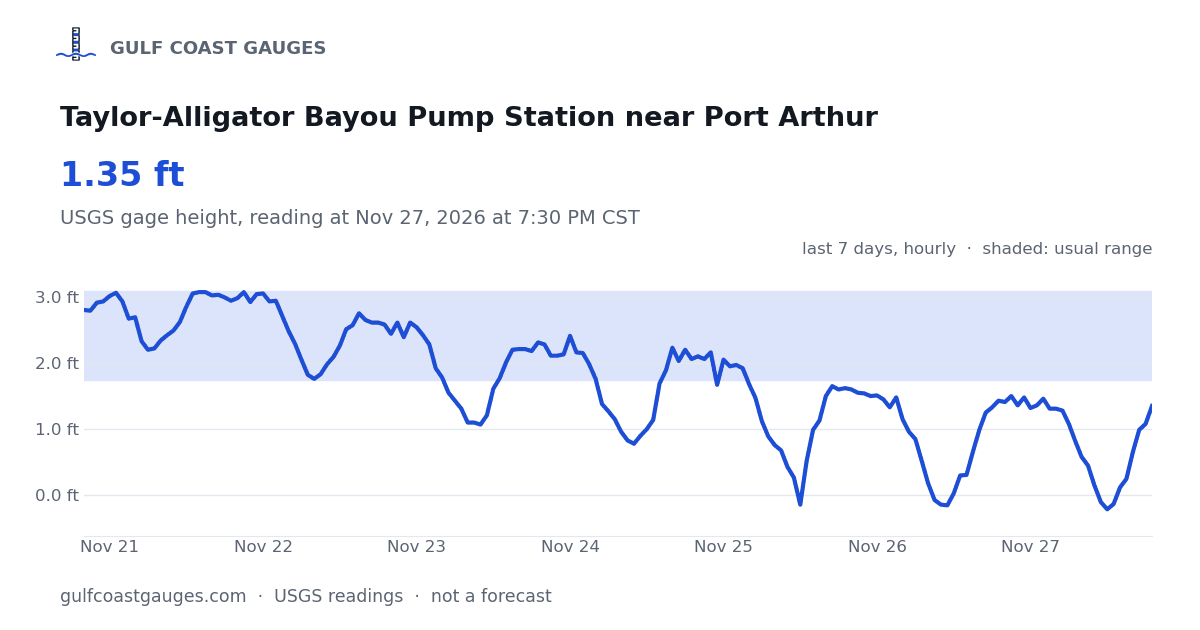 GULF COAST GAUGES
Taylor-Alligator Bayou Pump Station near Port Arthur
1.35 ft
USGS gage height, reading at Nov 27, 2026 at 7:30 PM CST
last 7 days, hourly · shaded: usual range
3.0 ft
2.0 ft
1.0 ft
0.0 ft
Nov 21 Nov 22 Nov 23 Nov 24 Nov 25 Nov 26 Nov 27
gulfcoastgauges.com · USGS readings · not a forecast